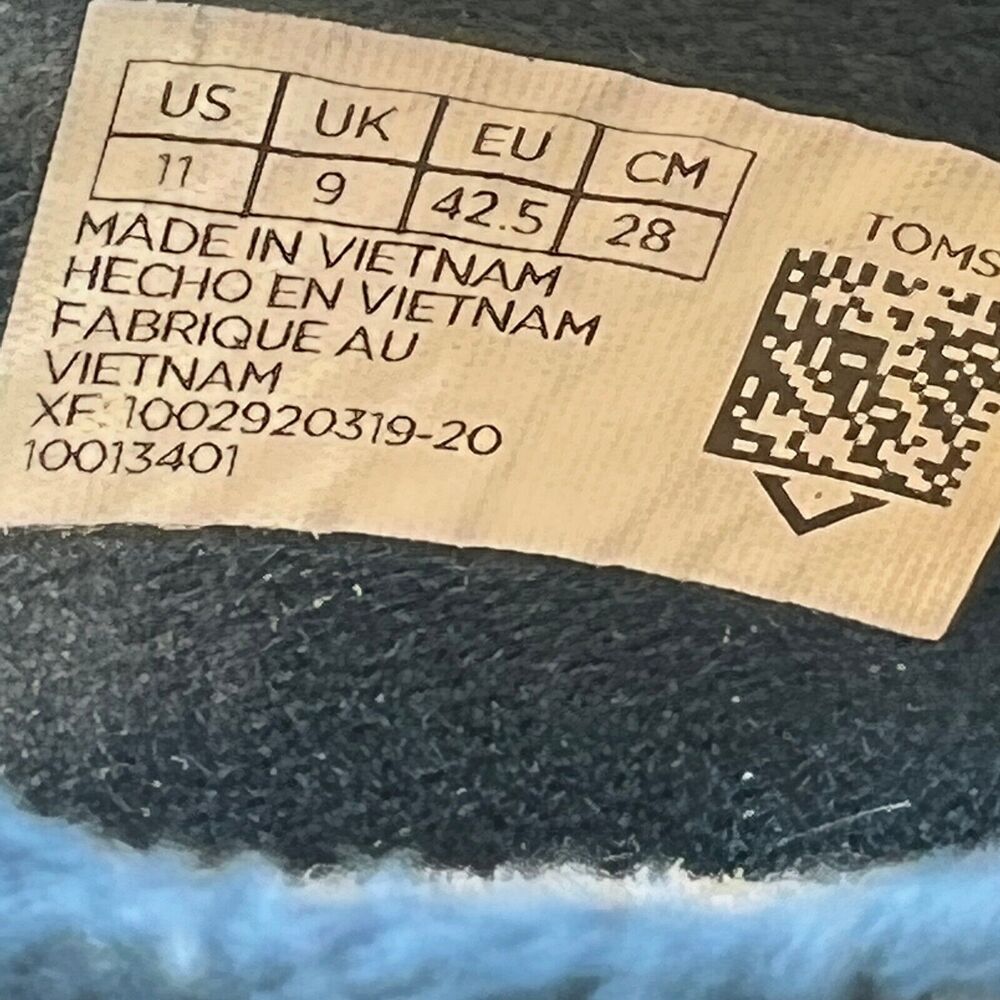 US UK EU CM
11 9 42.5 28
MADE IN VIETNAM
HECHO EN VIETNAM
FABRIQUE AU
VIETNAM
XF: 1002920319-20
10013401
TOMS